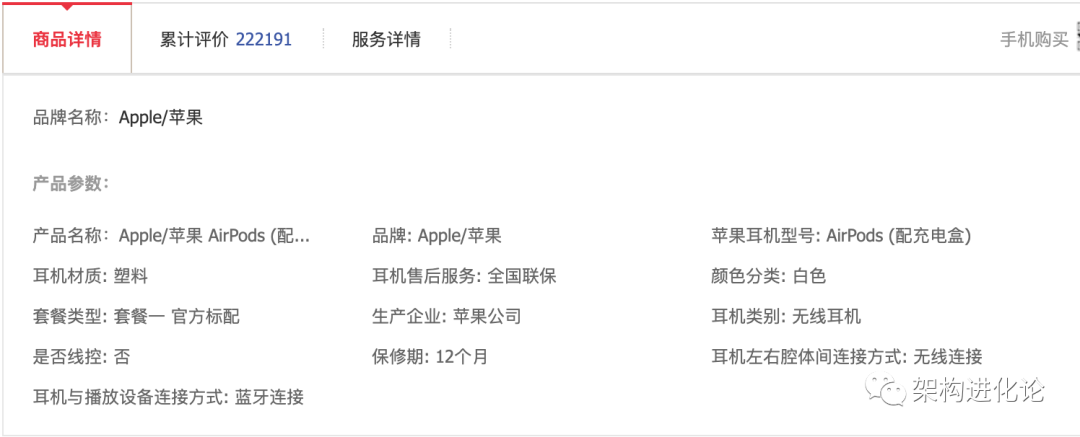 商品详情 累计评价 222191 服务详情 手机购买
品牌名称：Apple/苹果
产品参数：
产品名称：Apple/苹果 AirPods (配... 品牌: Apple/苹果 苹果耳机型号: AirPods (配充电盒)
耳机材质: 塑料 耳机售后服务: 全国联保 颜色分类: 白色
套餐类型: 套餐一 官方标配 生产企业: 苹果公司 耳机类别: 无线耳机
是否线控: 否 保修期: 12个月 耳机左右腔体间连接方式: 无线连接
耳机与播放设备连接方式: 蓝牙连接
架构进化论